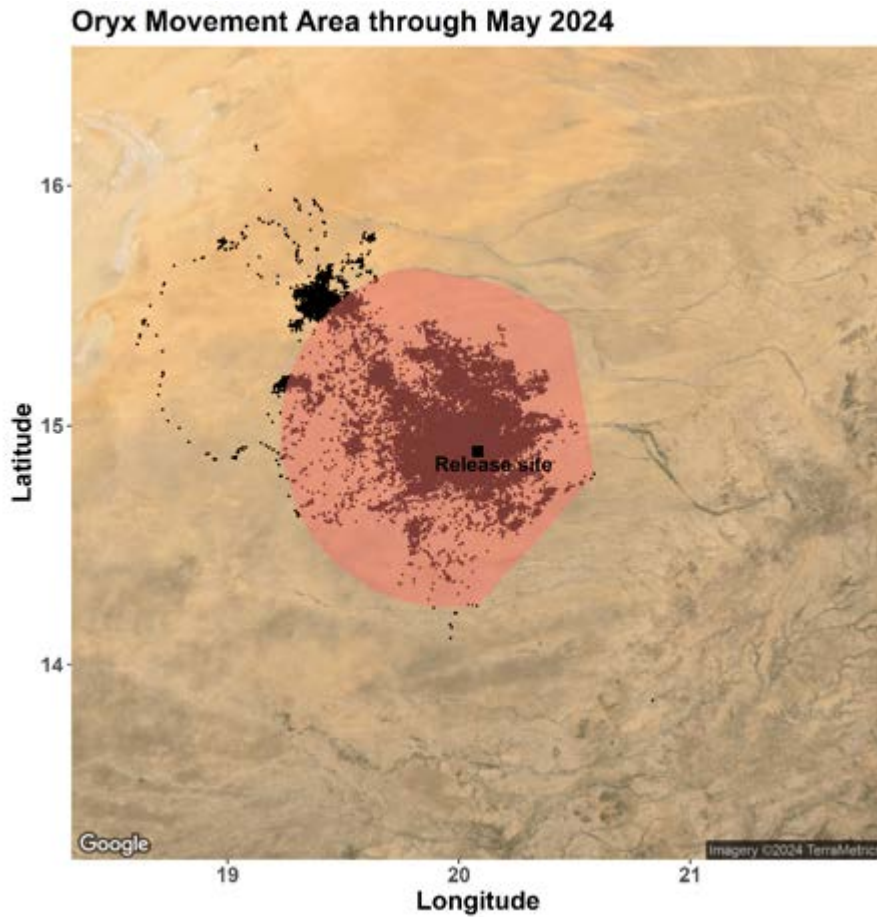 Oryx Movement Area through May 2024
16
15
14
Latitude
Release site
Google
Imagery ©2024 TerraMetrics
19
20
21
Longitude